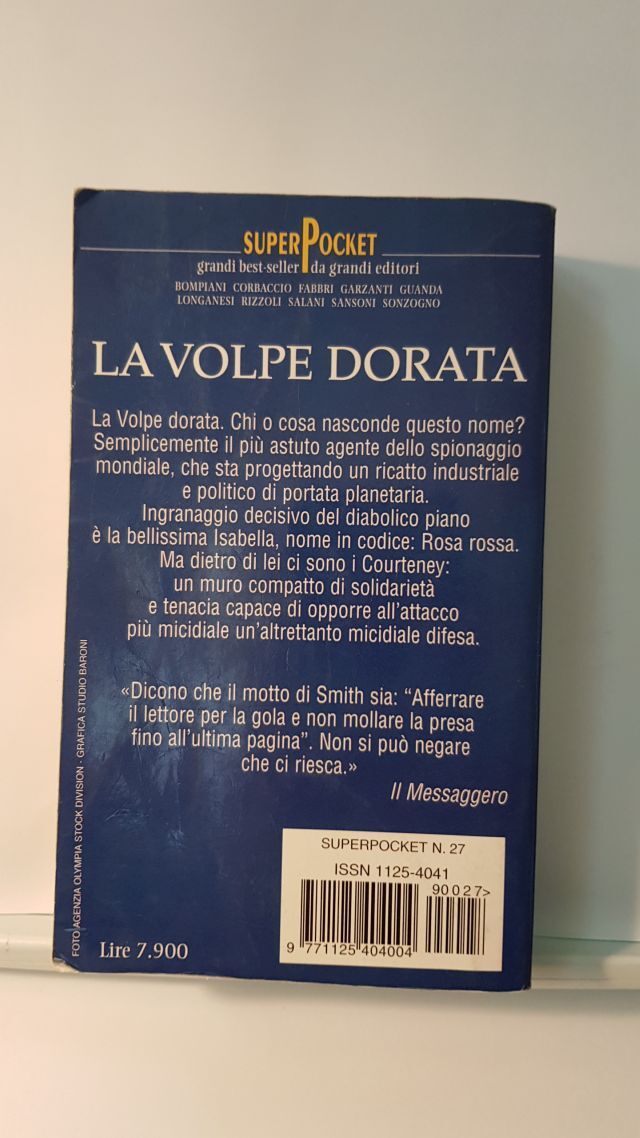 SUPERPOCKET
grandi best-seller da grandi editori
BOMPIANI CORBACCIO FABBRI GARZANTI GUANDA
LONGANESI RIZZOLI SALANI SANSONI SONZOGNO
LA VOLPE DORATA
La Volpe dorata. Chi o cosa nasconde questo nome?
Semplicemente il più astuto agente dello spionaggio
mondiale, che sta progettando un ricatto industriale
e politico di portata planetaria.
Ingranaggio decisivo del diabolico piano
è la bellissima Isabella, nome in codice: Rosa rossa.
Ma dietro di lei ci sono i Courteney:
un muro compatto di solidarietà
e tenacia capace di opporre all'attacco
più micidiale un'altrettanto micidiale difesa.
«Dicono che il motto di Smith sia: “Afferrare
il lettore per la gola e non mollare la presa
fino all'ultima pagina”. Non si può negare
che ci riesca.»
Il Messaggero
FOTO AGENZIA OLYMPIA STOCK DIVISION - GRAFICA STUDIO BARONI
Lire 7.900
SUPERPOCKET N. 27
ISSN 1125-4041
90027>
9 771125 404004